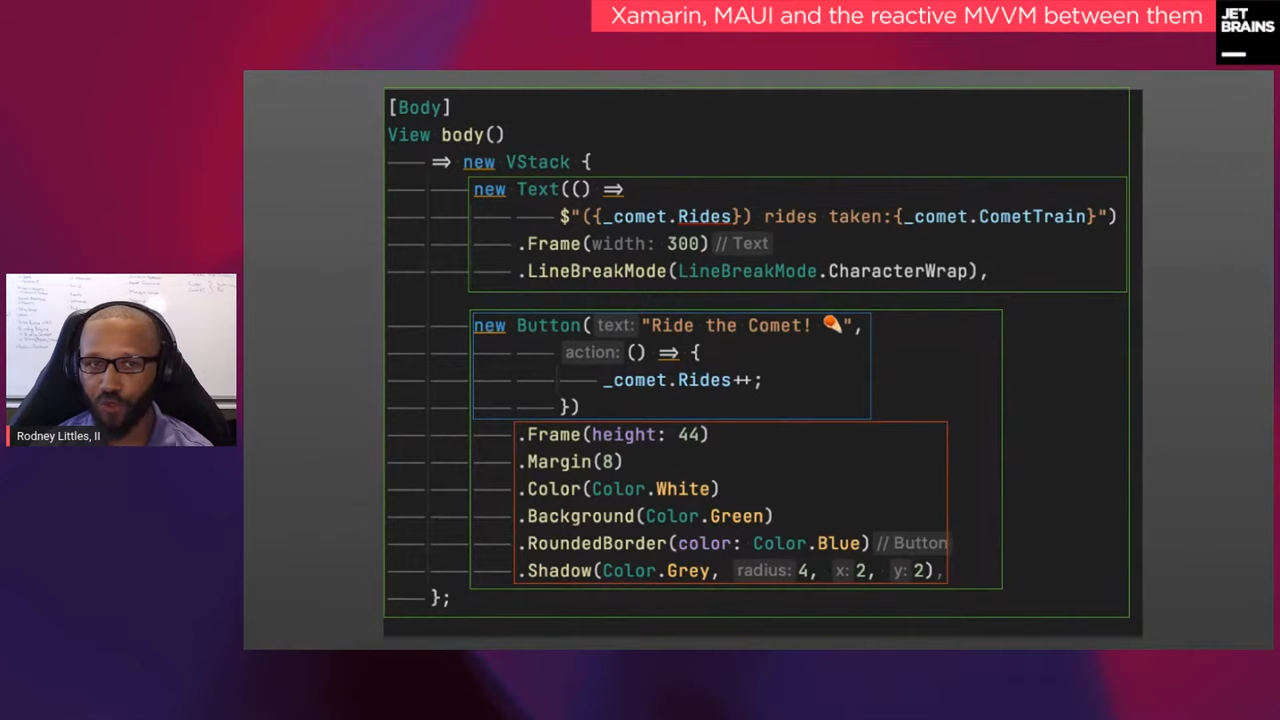 Xamarin, MAUI and the reactive MVVM between them
JET
BRAINS
[Body]
View body()
=> new VStack {
new Text(() =>
$"({_comet.Rides}) rides taken:{_comet.CometTrain}")
.Frame(width: 300) // Text
.LineBreakMode(LineBreakMode.CharacterWrap),
new Button( text: "Ride the Comet! ☄️",
action: () => {
_comet.Rides++;
})
.Frame(height: 44)
.Margin(8)
.Color(Color.White)
.Background(Color.Green)
.RoundedBorder(color: Color.Blue) // Button
.Shadow(Color.Grey, radius: 4, x: 2, y: 2),
};
Rodney Littles, II